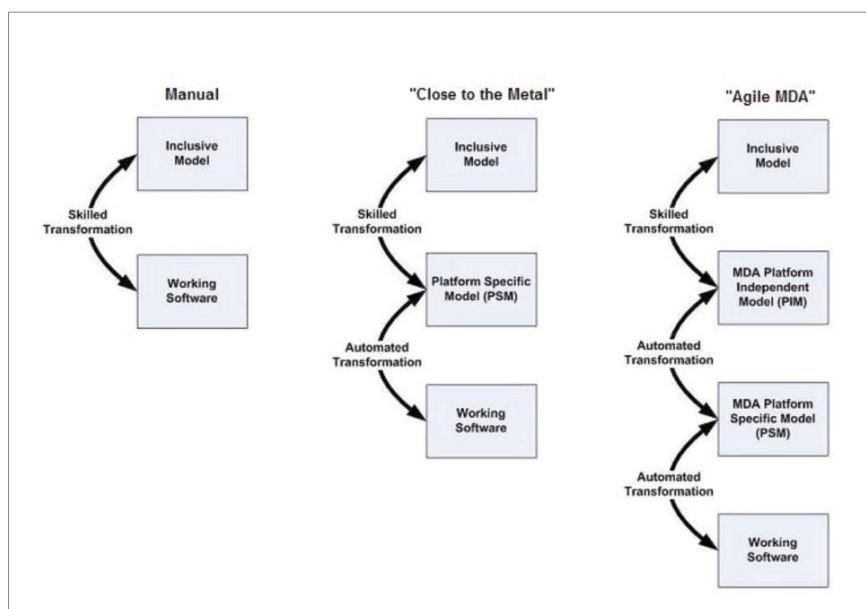 Manual
Inclusive
Model
Skilled
Transformation
Working
Software
"Close to the Metal"
Inclusive
Model
Skilled
Transformation
Platform Specific
Model (PSM)
Automated
Transformation
Working
Software
"Agile MDA"
Inclusive
Model
Skilled
Transformation
MDA Platform
Independent
Model (PIM)
Automated
Transformation
MDA Platform
Specific Model
(PSM)
Automated
Transformation
Working
Software